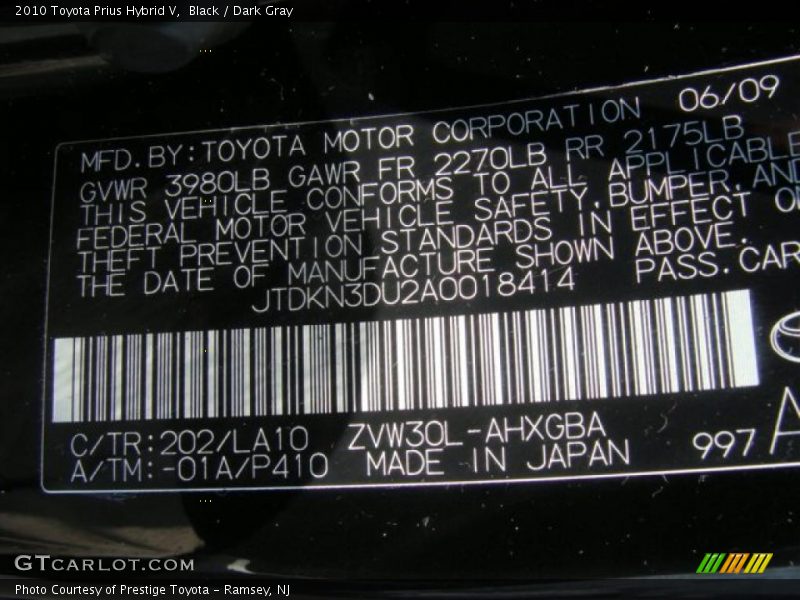 2010 Toyota Prius Hybrid V,  Black / Dark Gray
06/09
MFD.BY:TOYOTA MOTOR CORPORATION
GVWR 3980LB GAWR FR 2270LB RR 2175LB
THIS VEHICLE CONFORMS TO ALL APPLICABLE
FEDERAL MOTOR VEHICLE SAFETY,BUMPER,AND
THEFT PREVENTION STANDARDS IN EFFECT ON
THE DATE OF MANUFACTURE SHOWN ABOVE.
JTDKN3DU2A0018414 PASS.CAR
C/TR:202/LA10 ZVW30L-AHXGBA
A/TM:-01A/P410 MADE IN JAPAN
997 A
GTCARLOT.COM
Photo Courtesy of Prestige Toyota - Ramsey, NJ